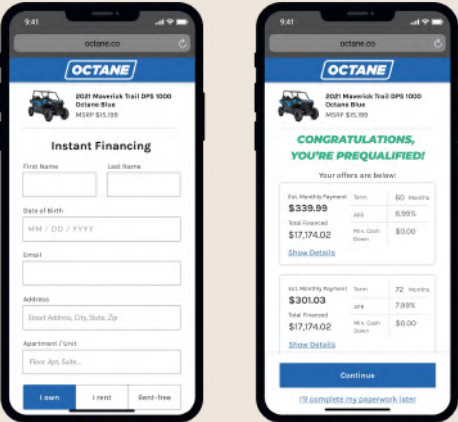 9:41
octane.co
OCTANE
2021 Maverick Trail DPS 1000
Octane Blue
MSRP $15,199
Instant Financing
First Name
Last Name
Date of Birth
MM / DD / YYYY
Email
Address
Street Address, City, State, Zip
Apartment / Unit
Floor, Apt, Suite...
I own
I rent
Rent-free
9:41
octane.co
OCTANE
2021 Maverick Trail DPS 1000
Octane Blue
MSRP $15,199
CONGRATULATIONS,
YOU'RE PREQUALIFIED!
Your offers are below:
Est. Monthly Payment
$339.99
Total Financed
$17,174.02
Show Details
Term 60 Months
APR 6.99%
Min. Cash Down $0.00
Est. Monthly Payment
$301.03
Total Financed
$17,174.02
Show Details
Term 72 Months
APR 7.99%
Min. Cash Down $0.00
Continue
I'll complete my paperwork later